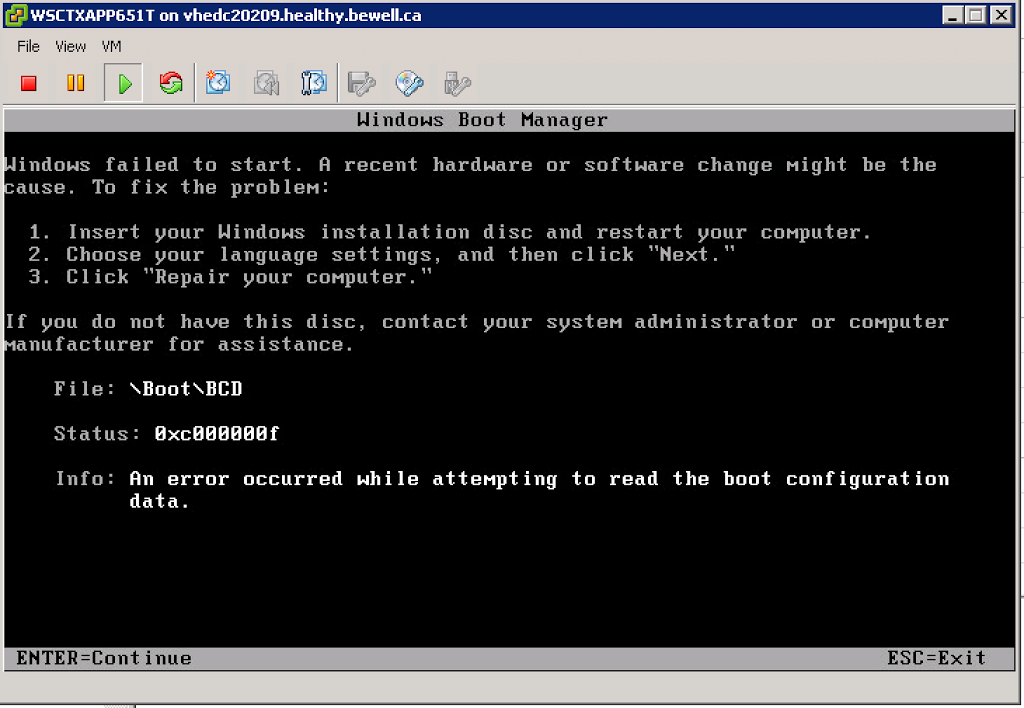 WSCTXAPP651T on vhedc20209.healthy.bewell.ca
File View VM
Windows Boot Manager
Windows failed to start. A recent hardware or software change might be the
cause. To fix the problem:
1. Insert your Windows installation disc and restart your computer.
2. Choose your language settings, and then click "Next."
3. Click "Repair your computer."
If you do not have this disc, contact your system administrator or computer
manufacturer for assistance.
File: \Boot\BCD
Status: 0xc000000f
Info: An error occurred while attempting to read the boot configuration
data.
ENTER=Continue ESC=Exit